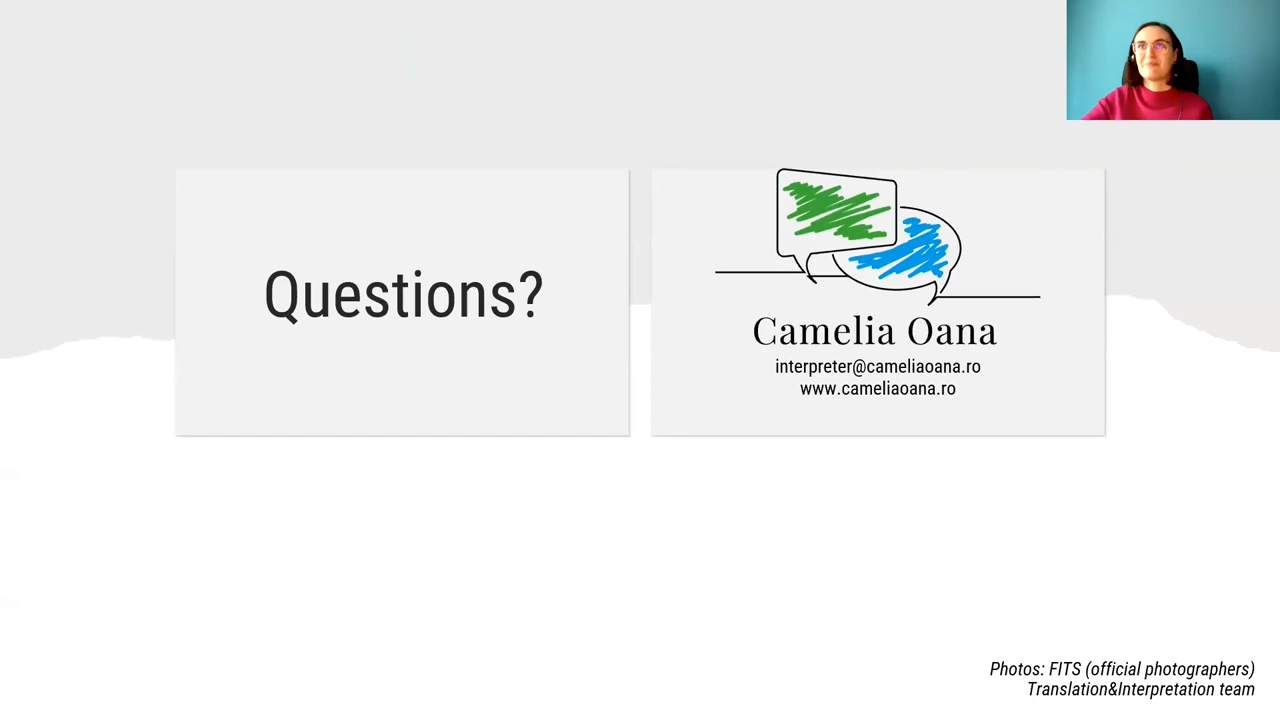 Questions?
Camelia Oana
interpreter@cameliaoana.ro
www.cameliaoana.ro
Photos: FITS (official photographers)
Translation&Interpretation team